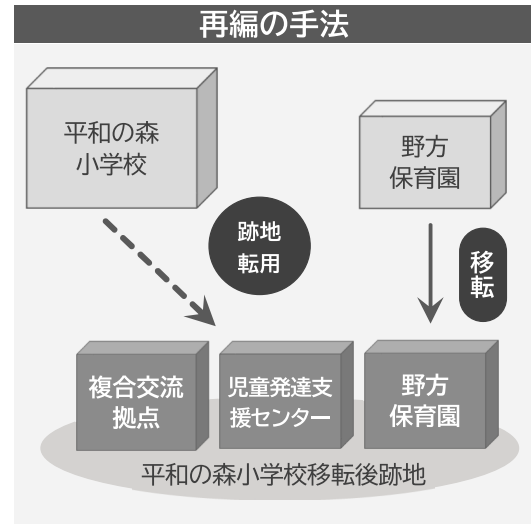 再編の手法
平和の森
小学校
野方
保育園
跡地
転用
移転
複合交流
拠点
児童発達支
援センター
野方
保育園
平和の森小学校移転後跡地